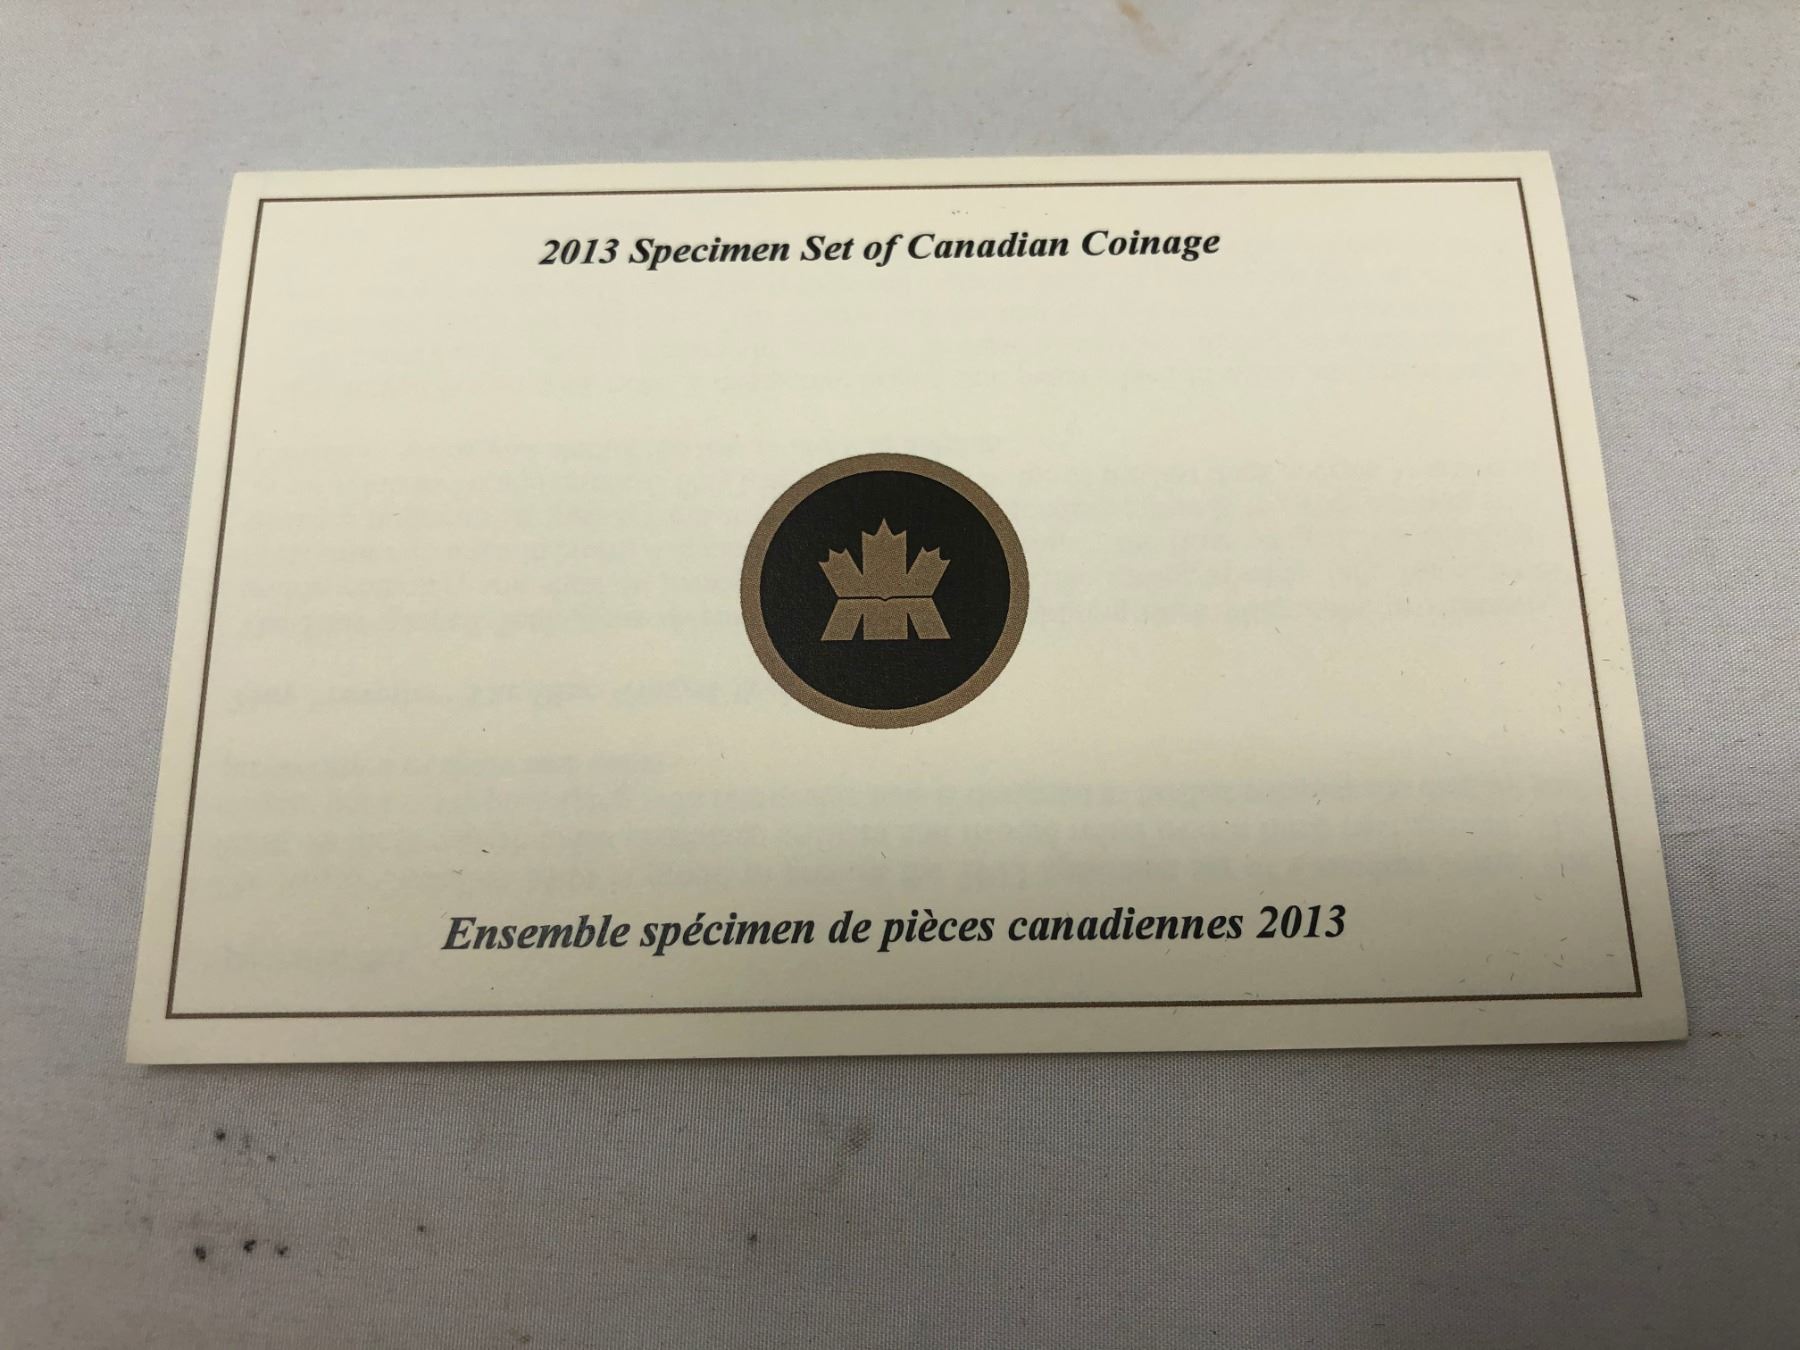 2013 Specimen Set of Canadian Coinage
Ensemble spécimen de pièces canadiennes 2013